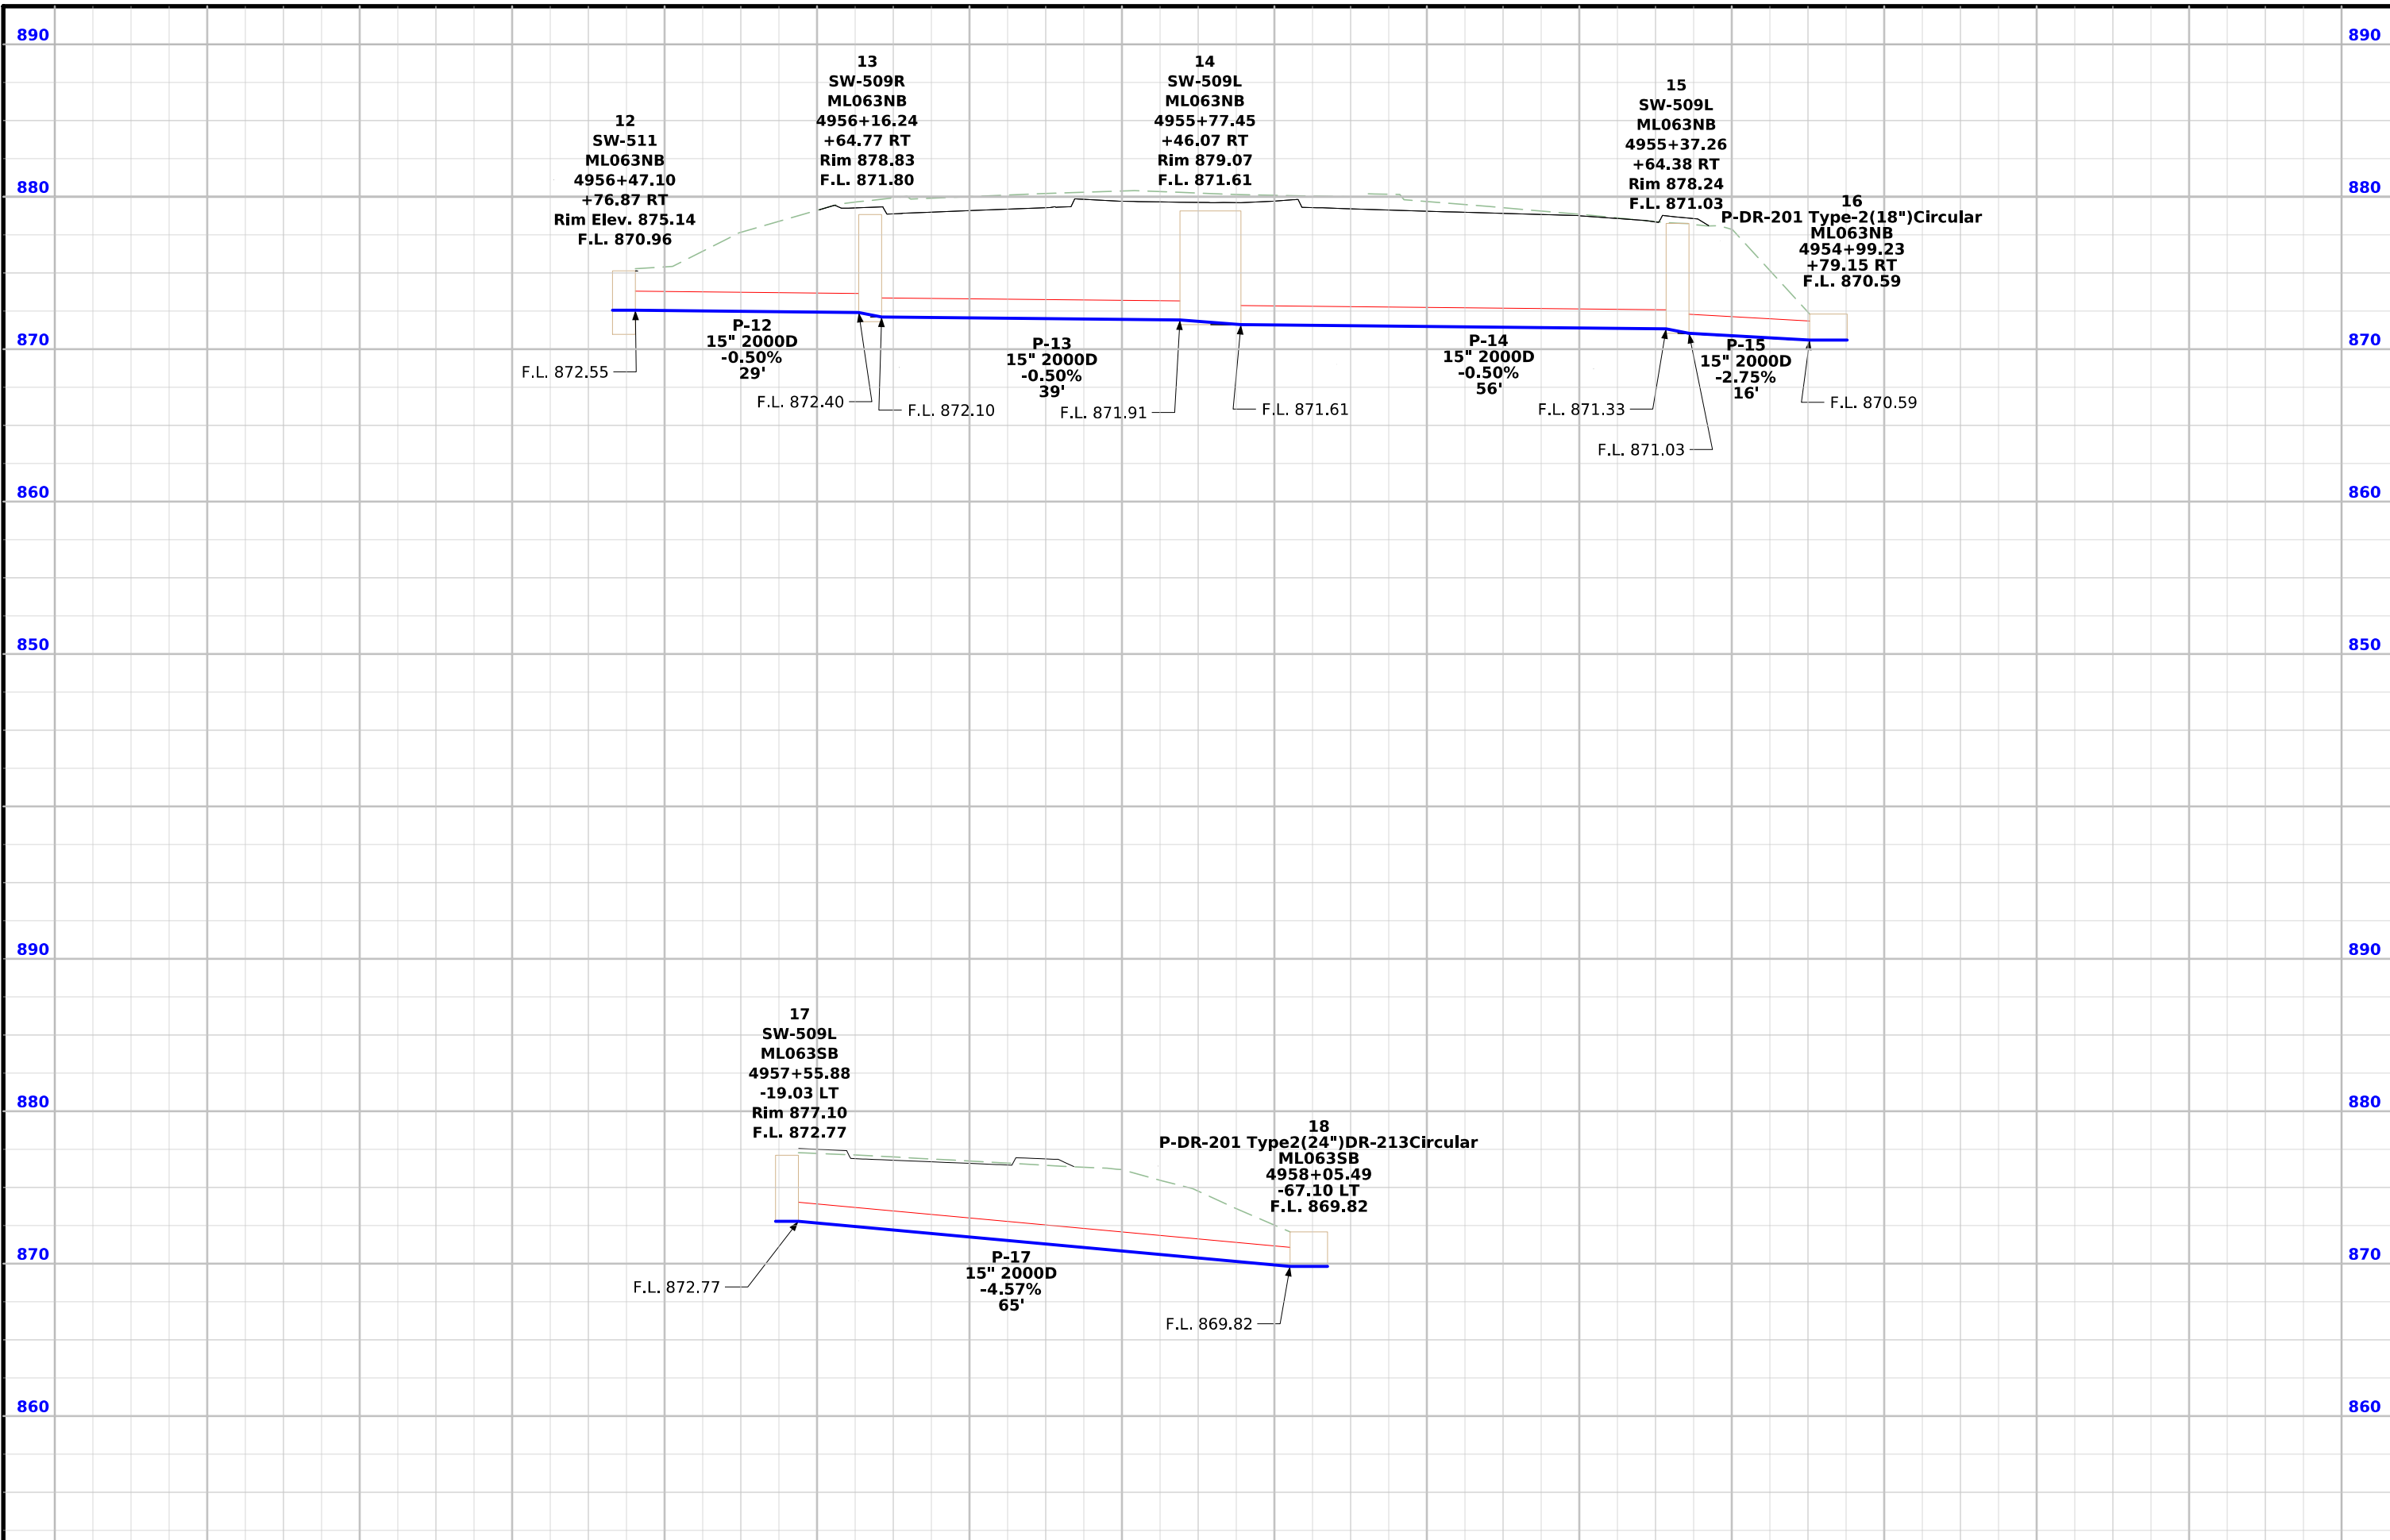 890
890
12
SW-511
ML063NB
4956+47.10
+76.87 RT
Rim Elev. 875.14
F.L. 870.96
13
SW-509R
ML063NB
4956+16.24
+64.77 RT
Rim 878.83
F.L. 871.80
14
SW-509L
ML063NB
4955+77.45
+46.07 RT
Rim 879.07
F.L. 871.61
15
SW-509L
ML063NB
4955+37.26
+64.38 RT
Rim 878.24
F.L. 871.03
16
P-DR-201 Type-2(18")Circular
ML063NB
4954+99.23
+79.15 RT
F.L. 870.59
880
880
870
870
P-12
15" 2000D
-0.50%
29'
P-13
15" 2000D
-0.50%
39'
P-14
15" 2000D
-0.50%
56'
P-15
15" 2000D
-2.75%
16'
F.L. 872.55
F.L. 872.40
F.L. 872.10
F.L. 871.91
F.L. 871.61
F.L. 871.33
F.L. 871.03
F.L. 870.59
860
860
850
850
890
890
17
SW-509L
ML063SB
4957+55.88
-19.03 LT
Rim 877.10
F.L. 872.77
880
880
18
P-DR-201 Type2(24")DR-213Circular
ML063SB
4958+05.49
-67.10 LT
F.L. 869.82
870
870
P-17
15" 2000D
-4.57%
65'
F.L. 872.77
F.L. 869.82
860
860